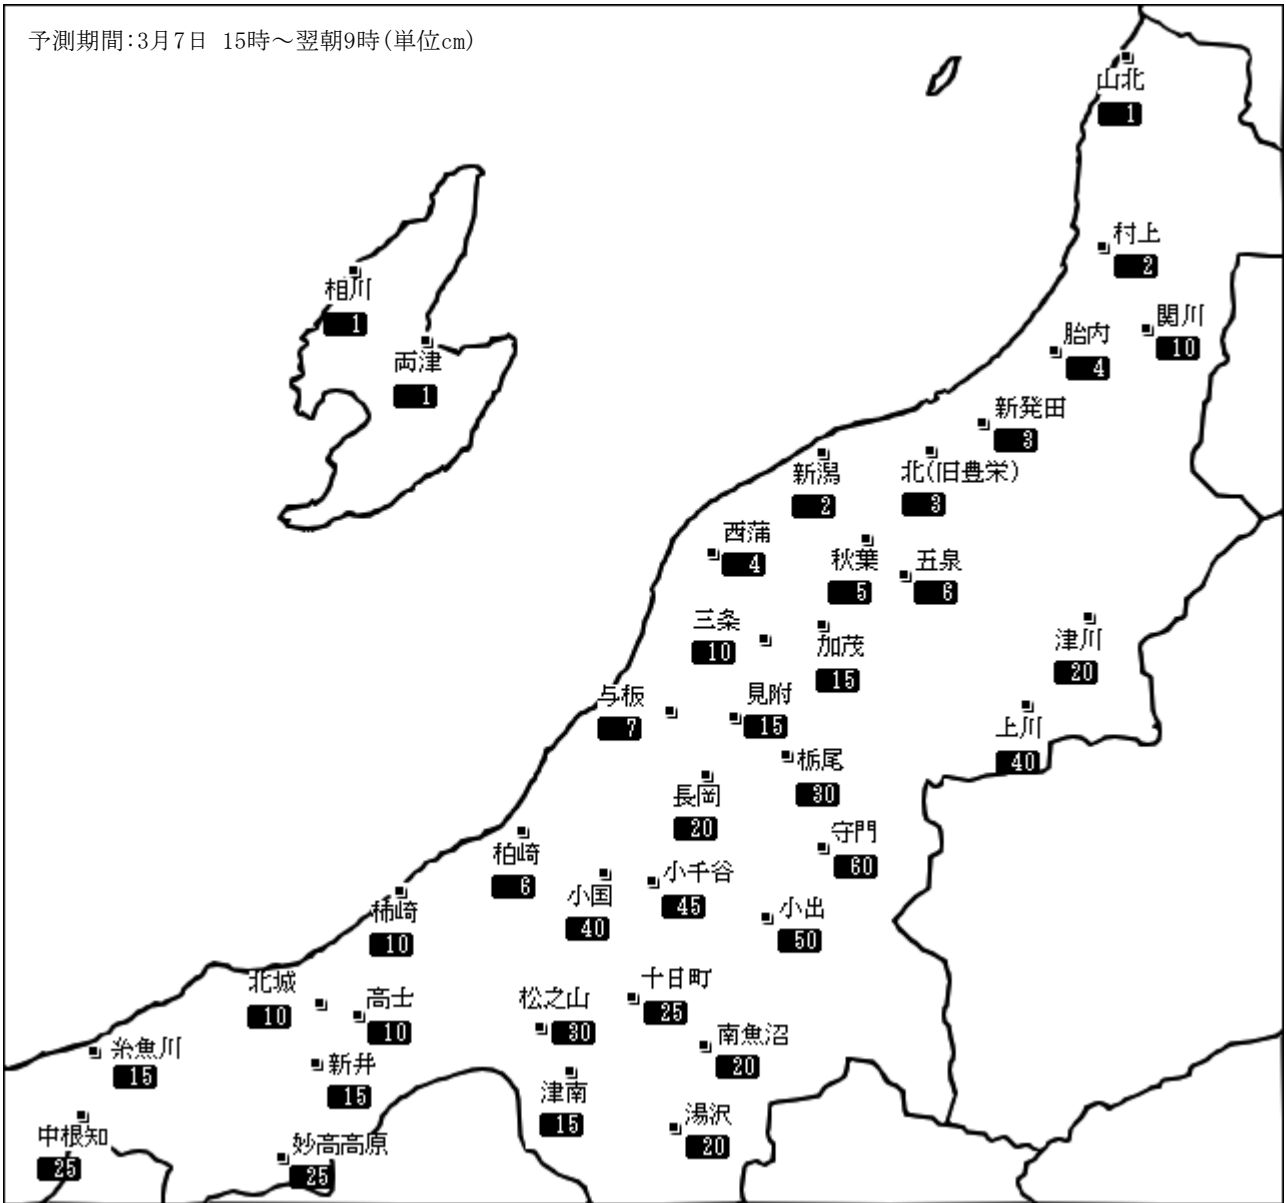 予測期間:3月7日 15時～翌朝9時(単位cm)
山北
1
村上
2
相川
1
関川
10
胎内
4
両津
1
新発田
3
新潟
2
北(旧豊栄)
3
西蒲
4
秋葉
5
五泉
6
三条
10
加茂
15
津川
20
与板
7
見附
15
上川
40
栃尾
30
長岡
20
守門
60
柏崎
6
小国
40
小千谷
45
小出
50
柿崎
10
北城
10
高士
10
松之山
30
十日町
25
南魚沼
20
糸魚川
15
新井
15
津南
15
湯沢
20
中根知
25
妙高高原
25